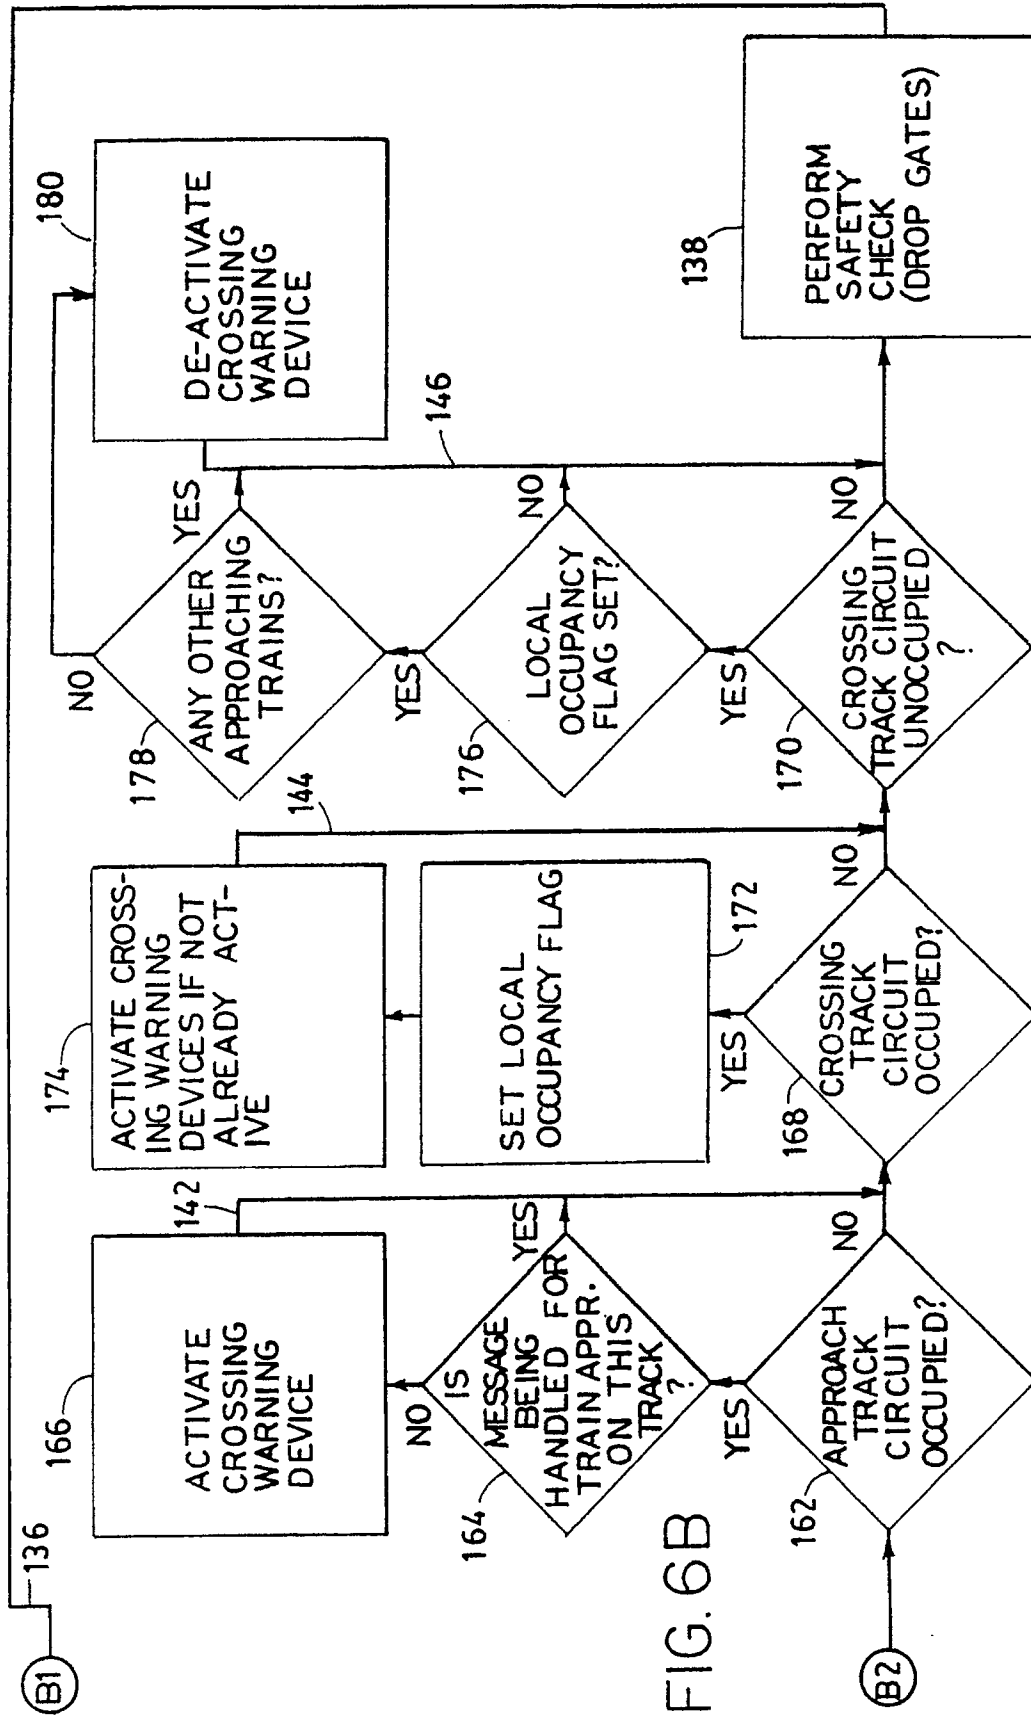 B1
136
166
ACTIVATE
CROSSING
WARNING
DEVICE
142
174
ACTIVATE CROSS-
ING WARNING
DEVICES IF NOT
ALREADY ACT-
IVE
144
178
ANY OTHER
APPROACHING
TRAINS?
NO
YES
180
DE-ACTIVATE
CROSSING
WARNING
DEVICE
164
IS
MESSAGE
BEING
HANDLED FOR
TRAIN APPR.
ON THIS
TRACK
?
NO
YES
SET LOCAL
OCCUPANCY FLAG
172
176
LOCAL
OCCUPANCY
FLAG SET?
YES
NO
146
FIG. 6B
B2
162
APPROACH
TRACK
CIRCUIT
OCCUPIED?
YES
NO
168
CROSSING
TRACK
CIRCUIT
OCCUPIED?
YES
NO
170
CROSSING
TRACK CIRCUIT
UNOCCUPIED
?
YES
NO
138
PERFORM
SAFETY
CHECK
(DROP GATES)